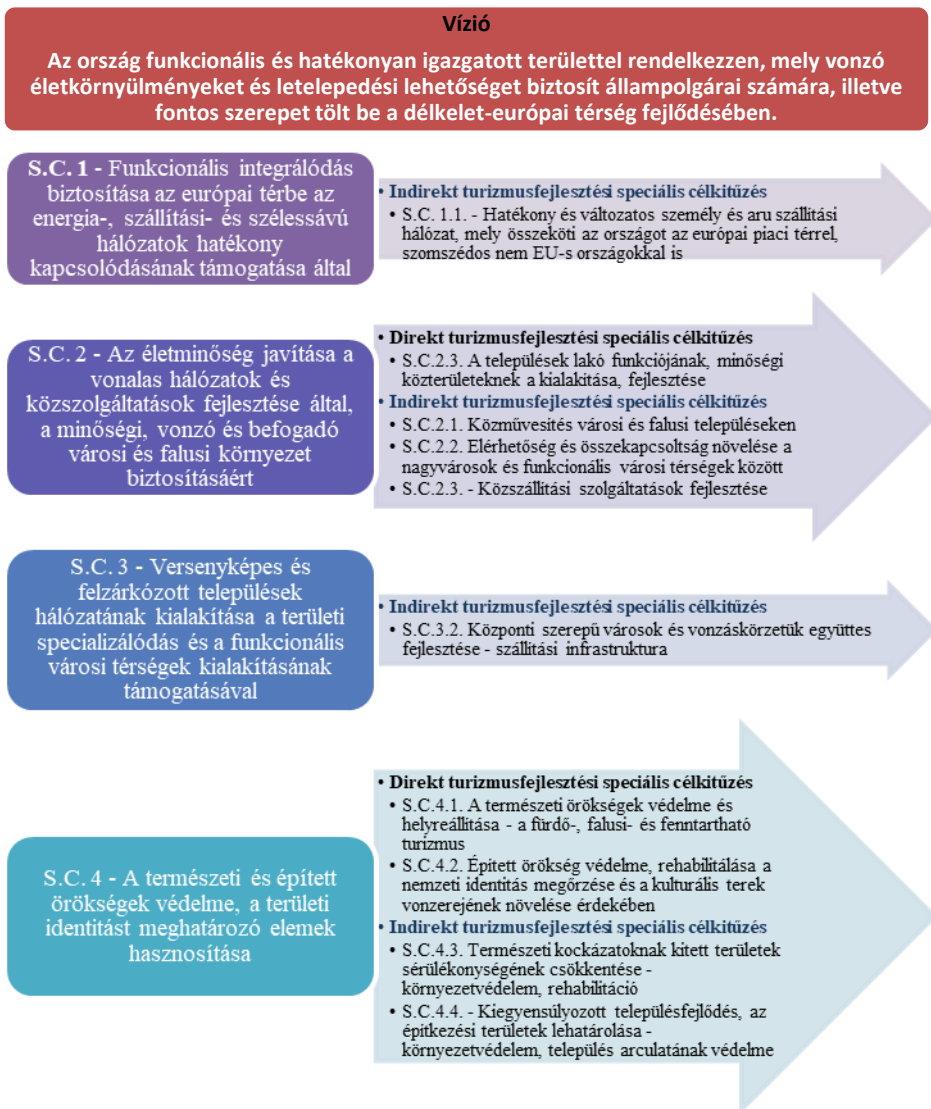 Vízió
Az ország funkcionális és hatékonyan igazgatott területtel rendelkezzen, mely vonzó
életkörnyülményeket és letelepedési lehetőséget biztosít állampolgárai számára, illetve
fontos szerepet tölt be a délkelet-európai térség fejlődésében.
S.C. 1 - Funkcionális integrálódás
biztosítása az európai térbe az
energia-, szállítási- és szélessávú
hálózatok hatékony
kapcsolódásának támogatása által
• Indirekt turizmusfejlesztési speciális célkitűzés
• S.C. 1.1. - Hatékony és változatos személy és aru szállítási
hálózat, mely összeköti az országot az európai piaci térrel,
szomszédos nem EU-s országokkal is
S.C. 2 - Az életminőség javítása a
vonalas hálózatok és
közszolgáltatások fejlesztése által,
a minőségi, vonzó és befogadó
városi és falusi környezet
biztosításáért
• Direkt turizmusfejlesztési speciális célkitűzés
• S.C.2.3. A települések lakó funkciójának, minőségi
közterületeknek a kialakítása, fejlesztése
• Indirekt turizmusfejlesztési speciális célkitűzés
• S.C.2.1. Közművesítés városi és falusi településeken
• S.C.2.2. Elérhetőség és összekapcsoltság növelése a
nagyvárosok és funkcionális városi térségek között
• S.C.2.3. - Közszállítási szolgáltatások fejlesztése
S.C. 3 - Versenyképes és
felzárkózott települések
hálózatának kialakítása a területi
specializálódás és a funkcionális
városi térségek kialakításának
támogatásával
• Indirekt turizmusfejlesztési speciális célkitűzés
• S.C.3.2. Központi szerepű városok és vonzáskörzetük együttes
fejlesztése - szállítási infrastruktura
S.C. 4 - A természeti és épített
örökségek védelme, a területi
identitást meghatározó elemek
hasznosítása
• Direkt turizmusfejlesztési speciális célkitűzés
• S.C.4.1. A természeti örökségek védelme és
helyreállítása - a fürdő-, falusi- és fenntartható
turizmus
• S.C.4.2. Épített örökség védelme, rehabilitálása a
nemzeti identitás megőrzése és a kulturális terek
vonzerejének növelése érdekében
• Indirekt turizmusfejlesztési speciális célkitűzés
• S.C.4.3. Természeti kockázatoknak kitett területek
sérülékonységének csökkentése -
környezetvédelem, rehabilitáció
• S.C.4.4. - Kiegyensúlyozott településfejlődés, az
építkezési területek lehatárolása -
környezetvédelem, település arculatának védelme